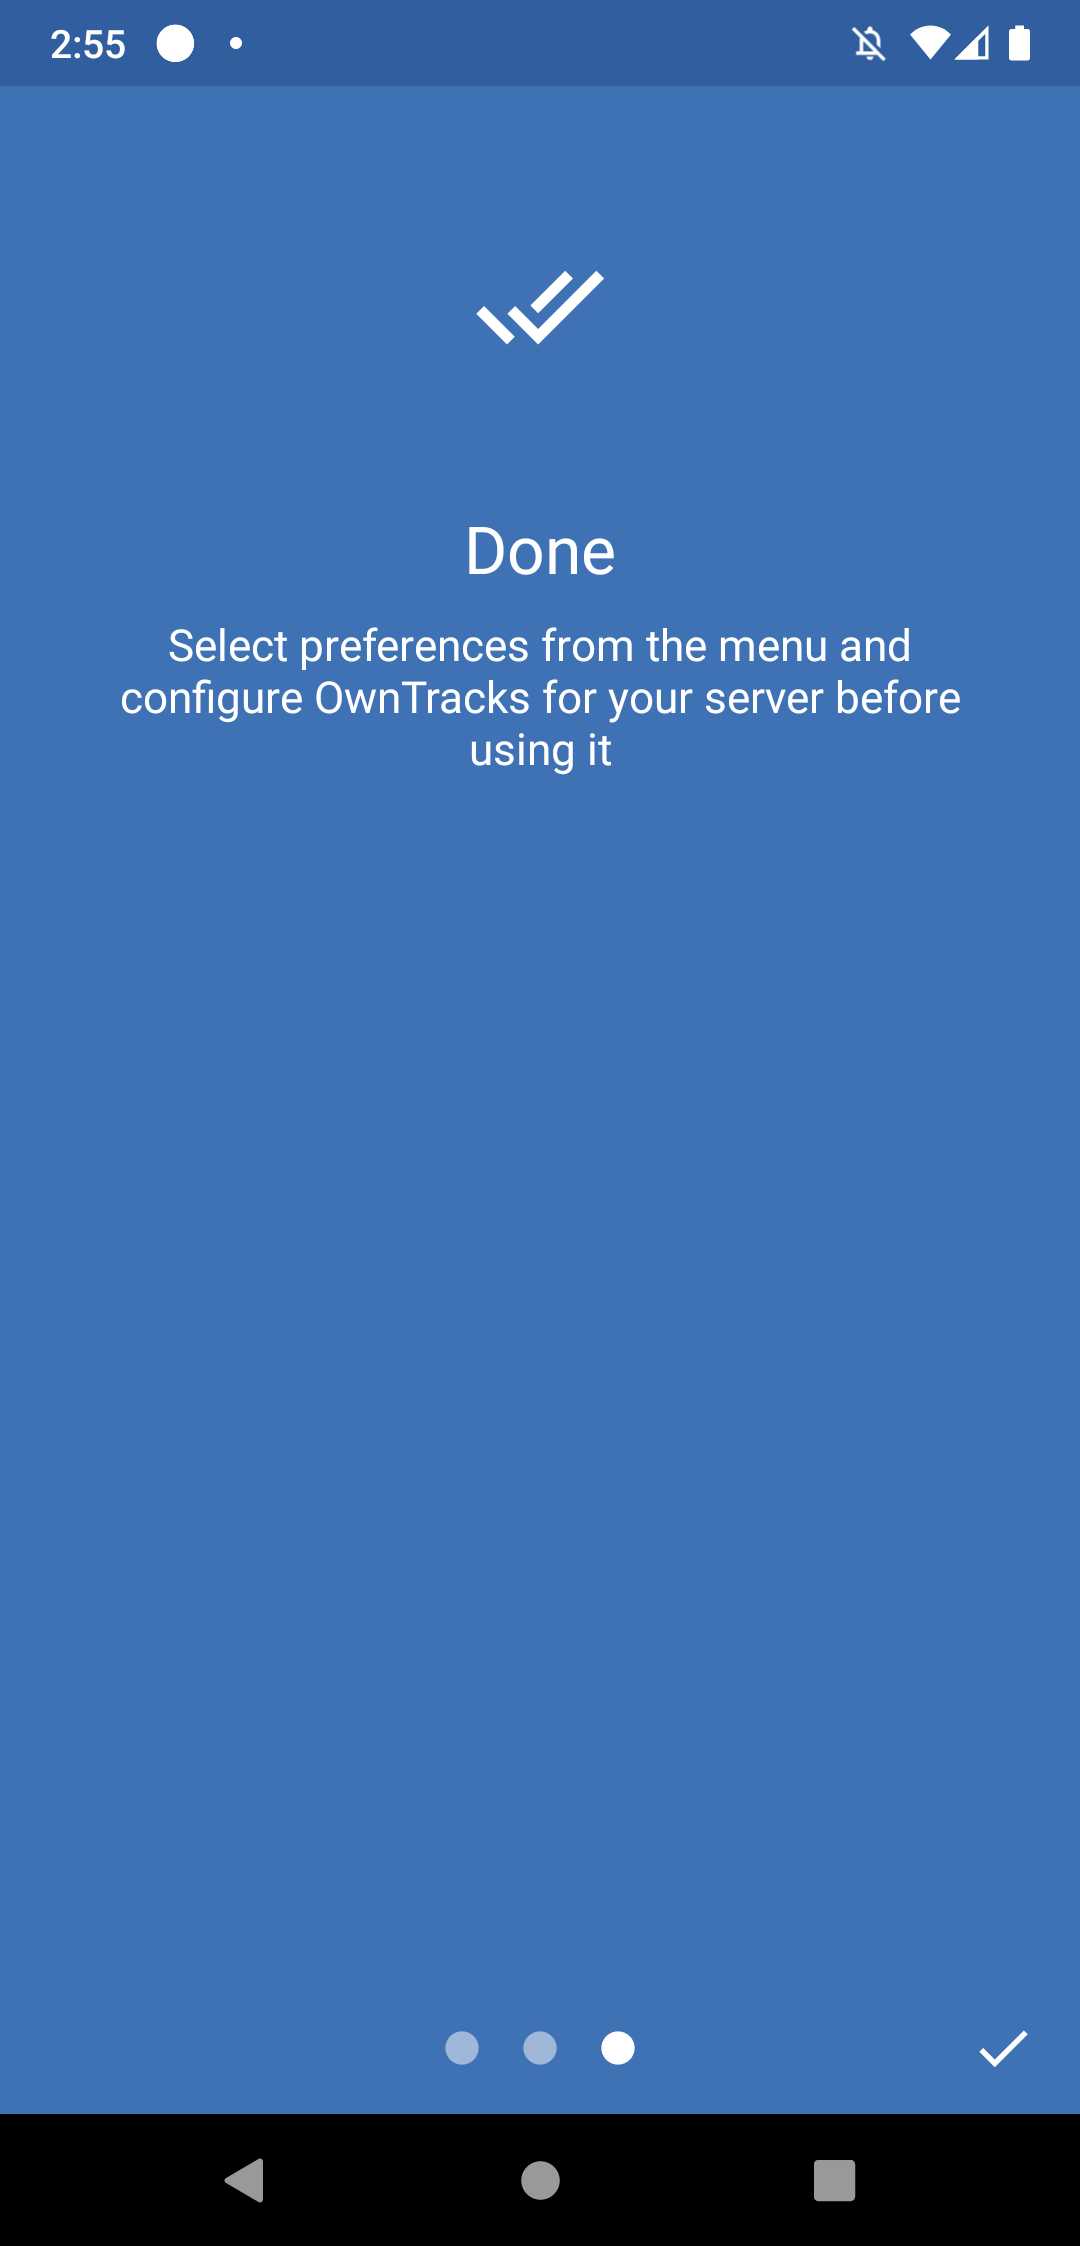 2:55
Done
Select preferences from the menu and
configure OwnTracks for your server before
using it